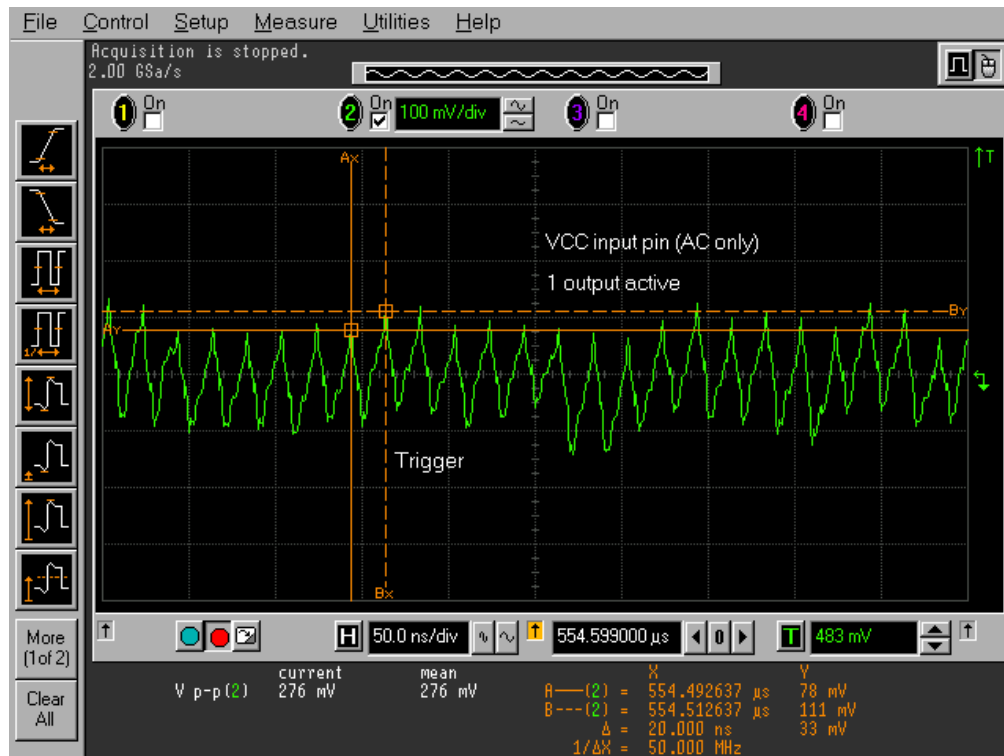 File Control Setup Measure Utilities Help
Acquisition is stopped.
2.00 GSa/s
1 On 2 On 100 mV/div 3 On 4 On
T
Ax
VCC input pin (AC only)
1 output active
Ay
By
Trigger
Bx
1/
More
(1of 2)
Clear
All
H 50.0 ns/div 554.599000 µs 0 T 483 mV
current mean
V p-p(2) 276 mV 276 mV
X Y
A——(2) = 554.492637 µs 78 mV
B---(2) = 554.512637 µs 111 mV
Δ = 20.000 ns 33 mV
1/ΔX = 50.000 MHz